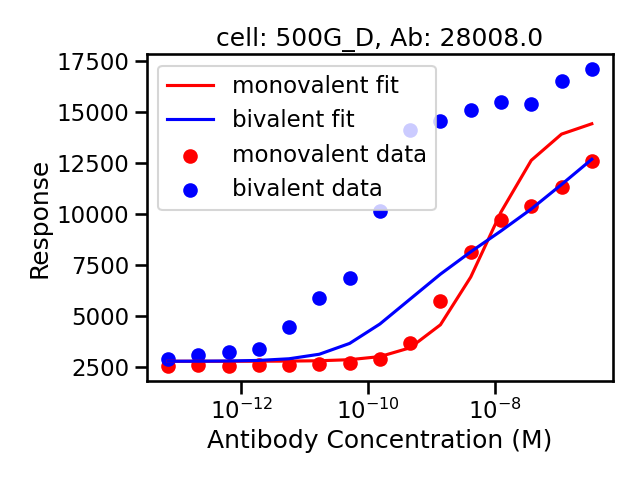 cell: 500G_D, Ab: 28008.0
17500
15000
12500
10000
7500
5000
2500
Response
monovalent fit
bivalent fit
monovalent data
bivalent data
10⁻¹²
10⁻¹⁰
10⁻⁸
Antibody Concentration (M)